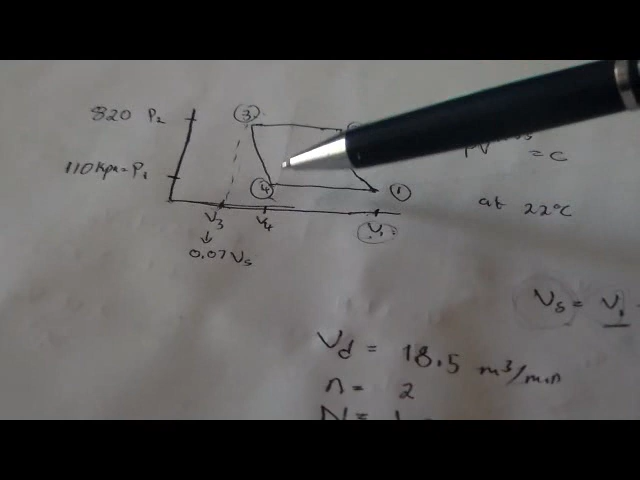 820 P₂ ③
110 kPa = P₁ ④ ①
= C
at 22°C
V₃ V₄ V₁
↓
0.07 Vs
Vs = V₁
Vd = 18.5 m³/min
n = 2
N =